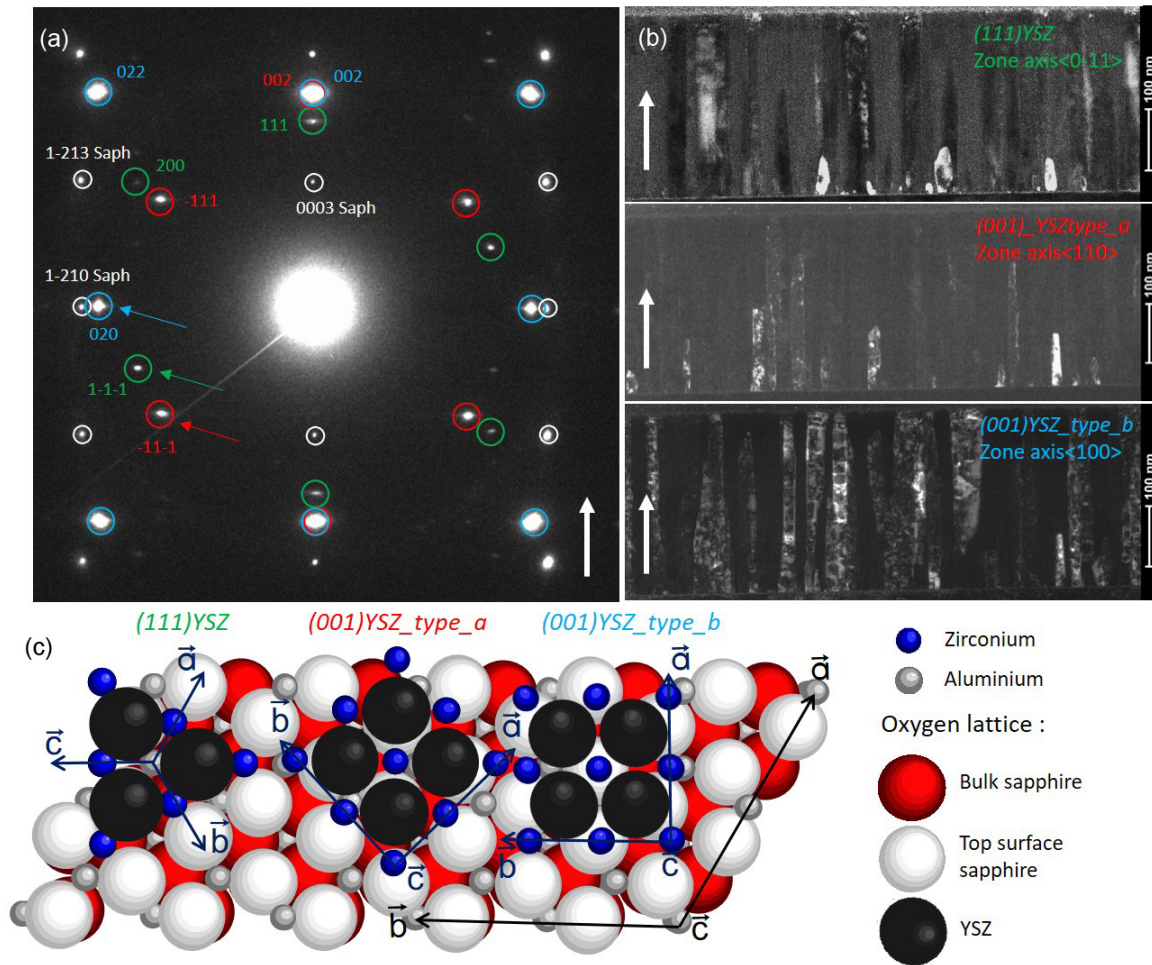 (a)
022
002
002
111
1-213 Saph
200
-111
0003 Saph
1-210 Saph
020
1-1-1
-11-1
(b)
(111)YSZ
Zone axis<0-11>
100 nm
(001)_YSZtype_a
Zone axis<110>
100 nm
(001)YSZ_type_b
Zone axis<100>
100 nm
(c)
(111)YSZ
(001)YSZ_type_a
(001)YSZ_type_b
a
c
b
b
a
c
a
b
c
a
b
c
Zirconium
Aluminium
Oxygen lattice :
Bulk sapphire
Top surface
sapphire
YSZ